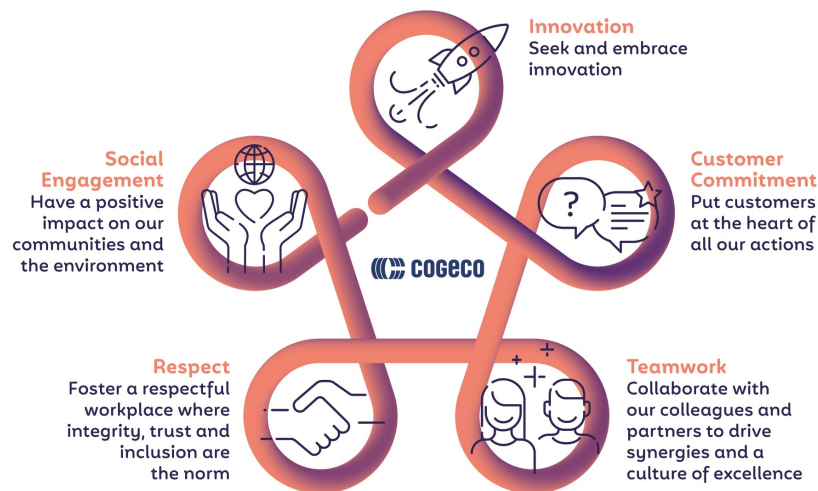 Innovation
Seek and embrace
innovation
Social
Engagement
Have a positive
impact on our
communities and
the environment
Customer
Commitment
Put customers
at the heart of
all our actions
?
COGECO
Respect
Foster a respectful
workplace where
integrity, trust and
inclusion are
the norm
Teamwork
Collaborate with
our colleagues and
partners to drive
synergies and a
culture of excellence